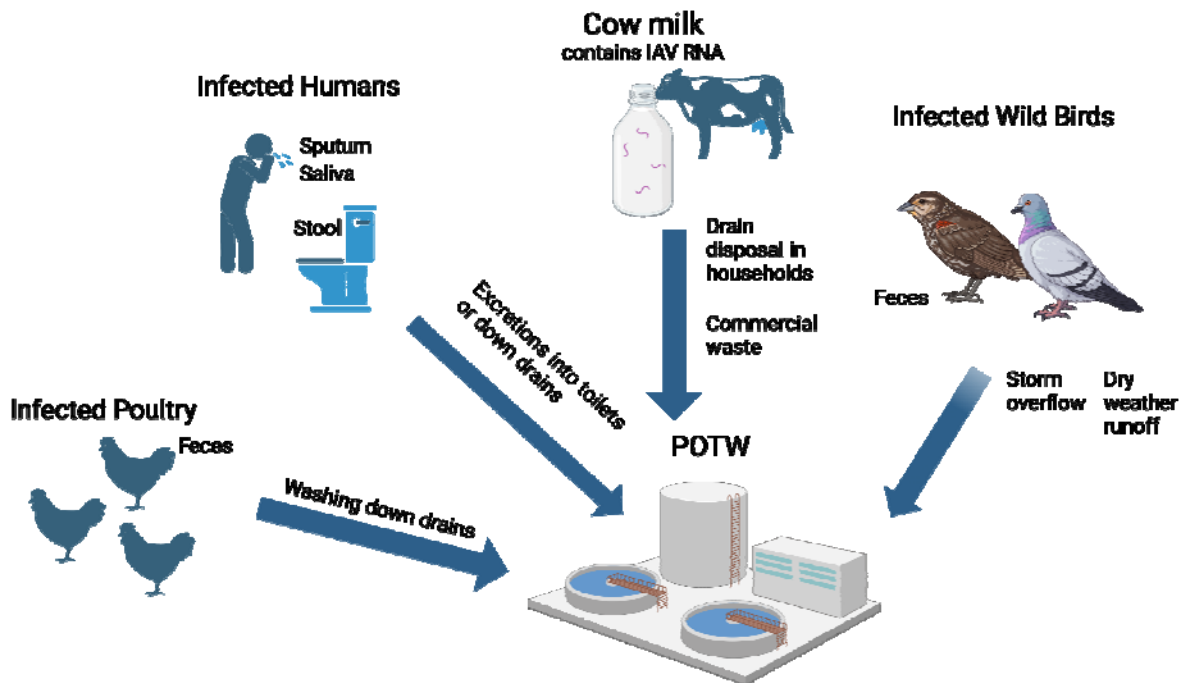 Cow milk
contains IAV RNA
Infected Humans
Sputum
Saliva
Stool
Infected Wild Birds
Feces
Drain
disposal in
households
Commercial
waste
Excretions into toilets
or down drains
Storm
overflow
Dry
weather
runoff
Infected Poultry
Feces
Washing down drains
POTW